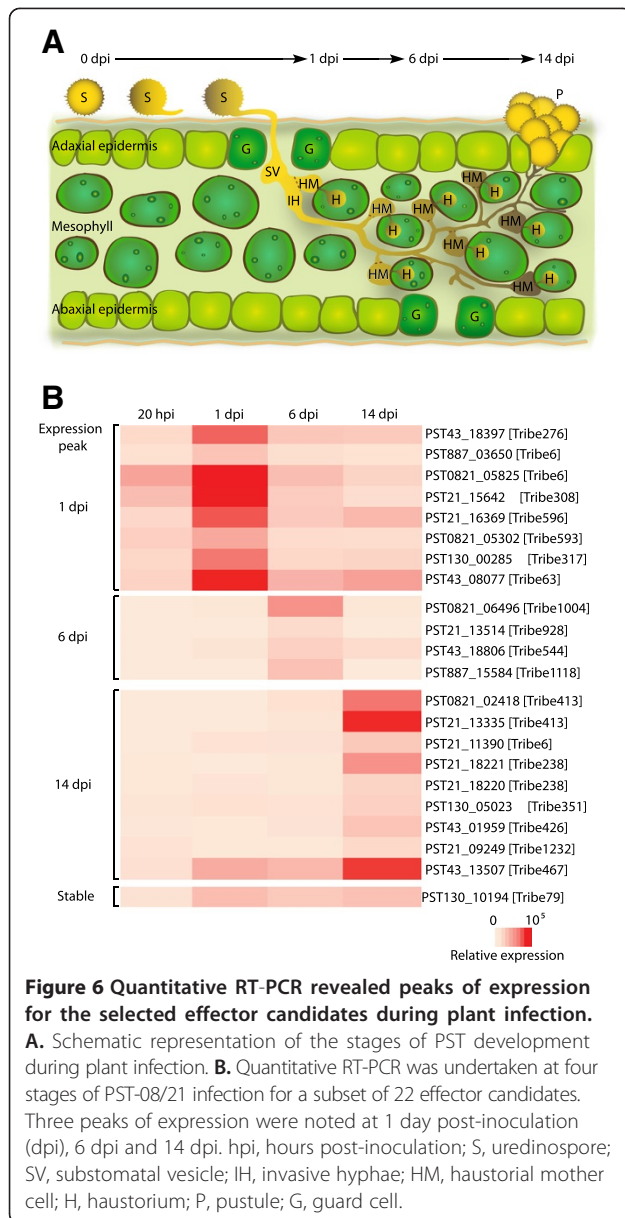 A
0 dpi 1 dpi 6 dpi 14 dpi
S S S P
Adaxial epidermis G G
SV HM HM H
IH H
HM HM HM
Mesophyll H H
HM
HM H H
HM
Abaxial epidermis G G
B
20 hpi 1 dpi 6 dpi 14 dpi
Expression peak
1 dpi
PST43_18397 [Tribe276]
PST887_03650 [Tribe6]
PST0821_05825 [Tribe6]
PST21_15642 [Tribe308]
PST21_16369 [Tribe596]
PST0821_05302 [Tribe593]
PST130_00285 [Tribe317]
PST43_08077 [Tribe63]
6 dpi
PST0821_06496 [Tribe1004]
PST21_13514 [Tribe928]
PST43_18806 [Tribe544]
PST887_15584 [Tribe1118]
14 dpi
PST0821_02418 [Tribe413]
PST21_13335 [Tribe413]
PST21_11390 [Tribe6]
PST21_18221 [Tribe238]
PST21_18220 [Tribe238]
PST130_05023 [Tribe351]
PST43_01959 [Tribe426]
PST21_09249 [Tribe1232]
PST43_13507 [Tribe467]
Stable
PST130_10194 [Tribe79]
0 10⁵
Relative expression
Figure 6 Quantitative RT-PCR revealed peaks of expression
for the selected effector candidates during plant infection.
A. Schematic representation of the stages of PST development
during plant infection. B. Quantitative RT-PCR was undertaken at four
stages of PST-08/21 infection for a subset of 22 effector candidates.
Three peaks of expression were noted at 1 day post-inoculation
(dpi), 6 dpi and 14 dpi. hpi, hours post-inoculation; S, uredinospore;
SV, substomatal vesicle; IH, invasive hyphae; HM, haustorial mother
cell; H, haustorium; P, pustule; G, guard cell.